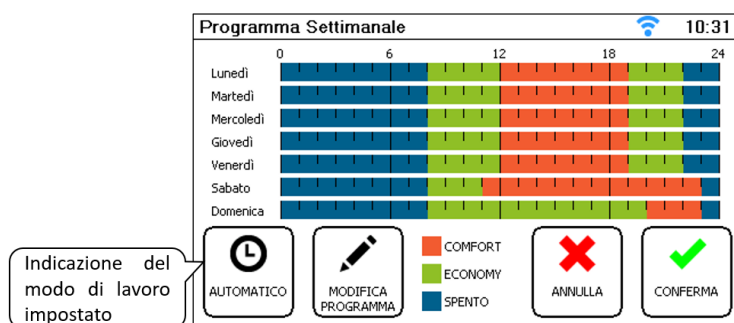 Programma Settimanale 10:31
0 6 12 18 24
Lunedì
Martedì
Mercoledì
Giovedì
Venerdì
Sabato
Domenica
Indicazione del
modo di lavoro
impostato
AUTOMATICO
MODIFICA
PROGRAMMA
COMFORT
ECONOMY
SPENTO
ANNULLA
CONFERMA